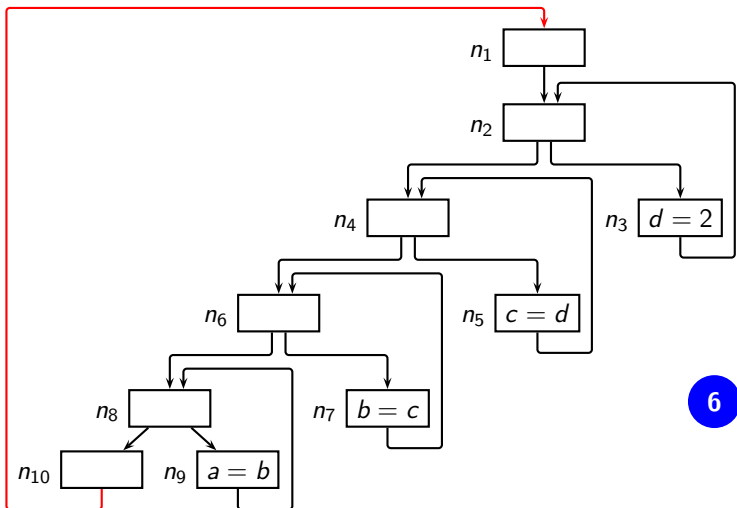 n1
n2
n4
n3 d = 2
n6
n5 c = d
n8
n7 b = c
6
n10
n9 a = b